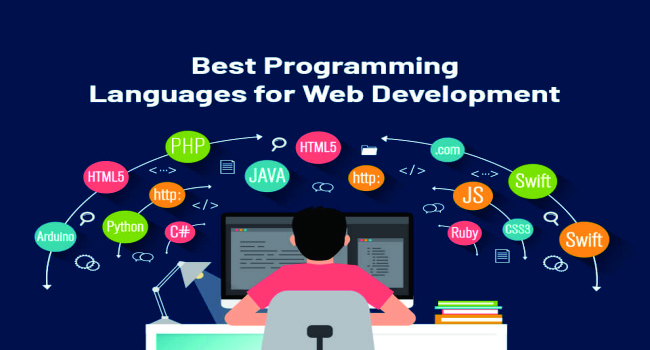 Best Programming
Languages for Web Development
PHP
HTML5
.com
HTML5
<··>
JAVA
http:
</>
<··>
Swift
http:
JS
</>
Arduino
Python
C#
Ruby
CSS3
Swift